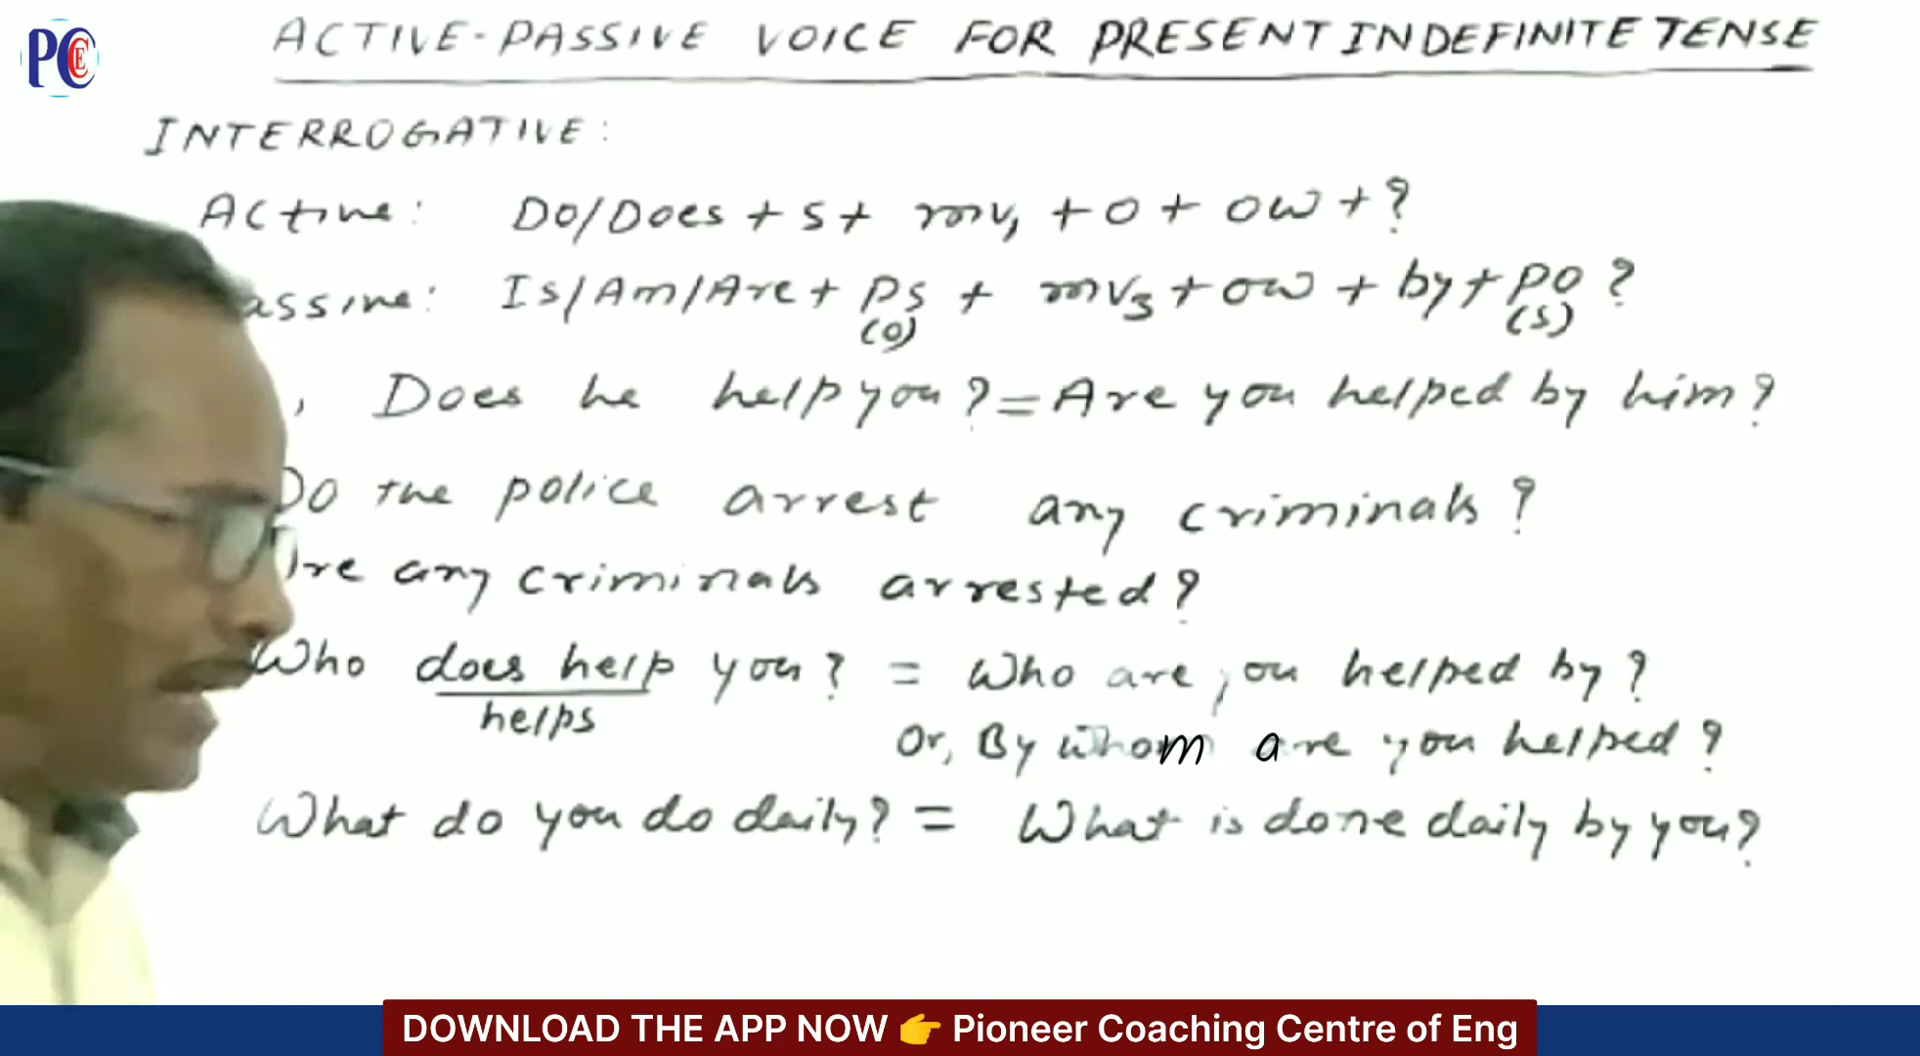 PCEC
ACTIVE-PASSIVE VOICE FOR PRESENT INDEFINITE TENSE
INTERROGATIVE:
Active: Do/Does + S + mv1 + O + OW + ?
assive: Is/Am/Are + PS + mv3 + OW + by + PO ?
(O) (S)
, Does he help you? = Are you helped by him?
Do the police arrest any criminals?
Are any criminals arrested?
Who does help you? = Who are you helped by?
helps
Or, By whom are you helped?
What do you do daily? = What is done daily by you?
DOWNLOAD THE APP NOW 👉 Pioneer Coaching Centre of Eng